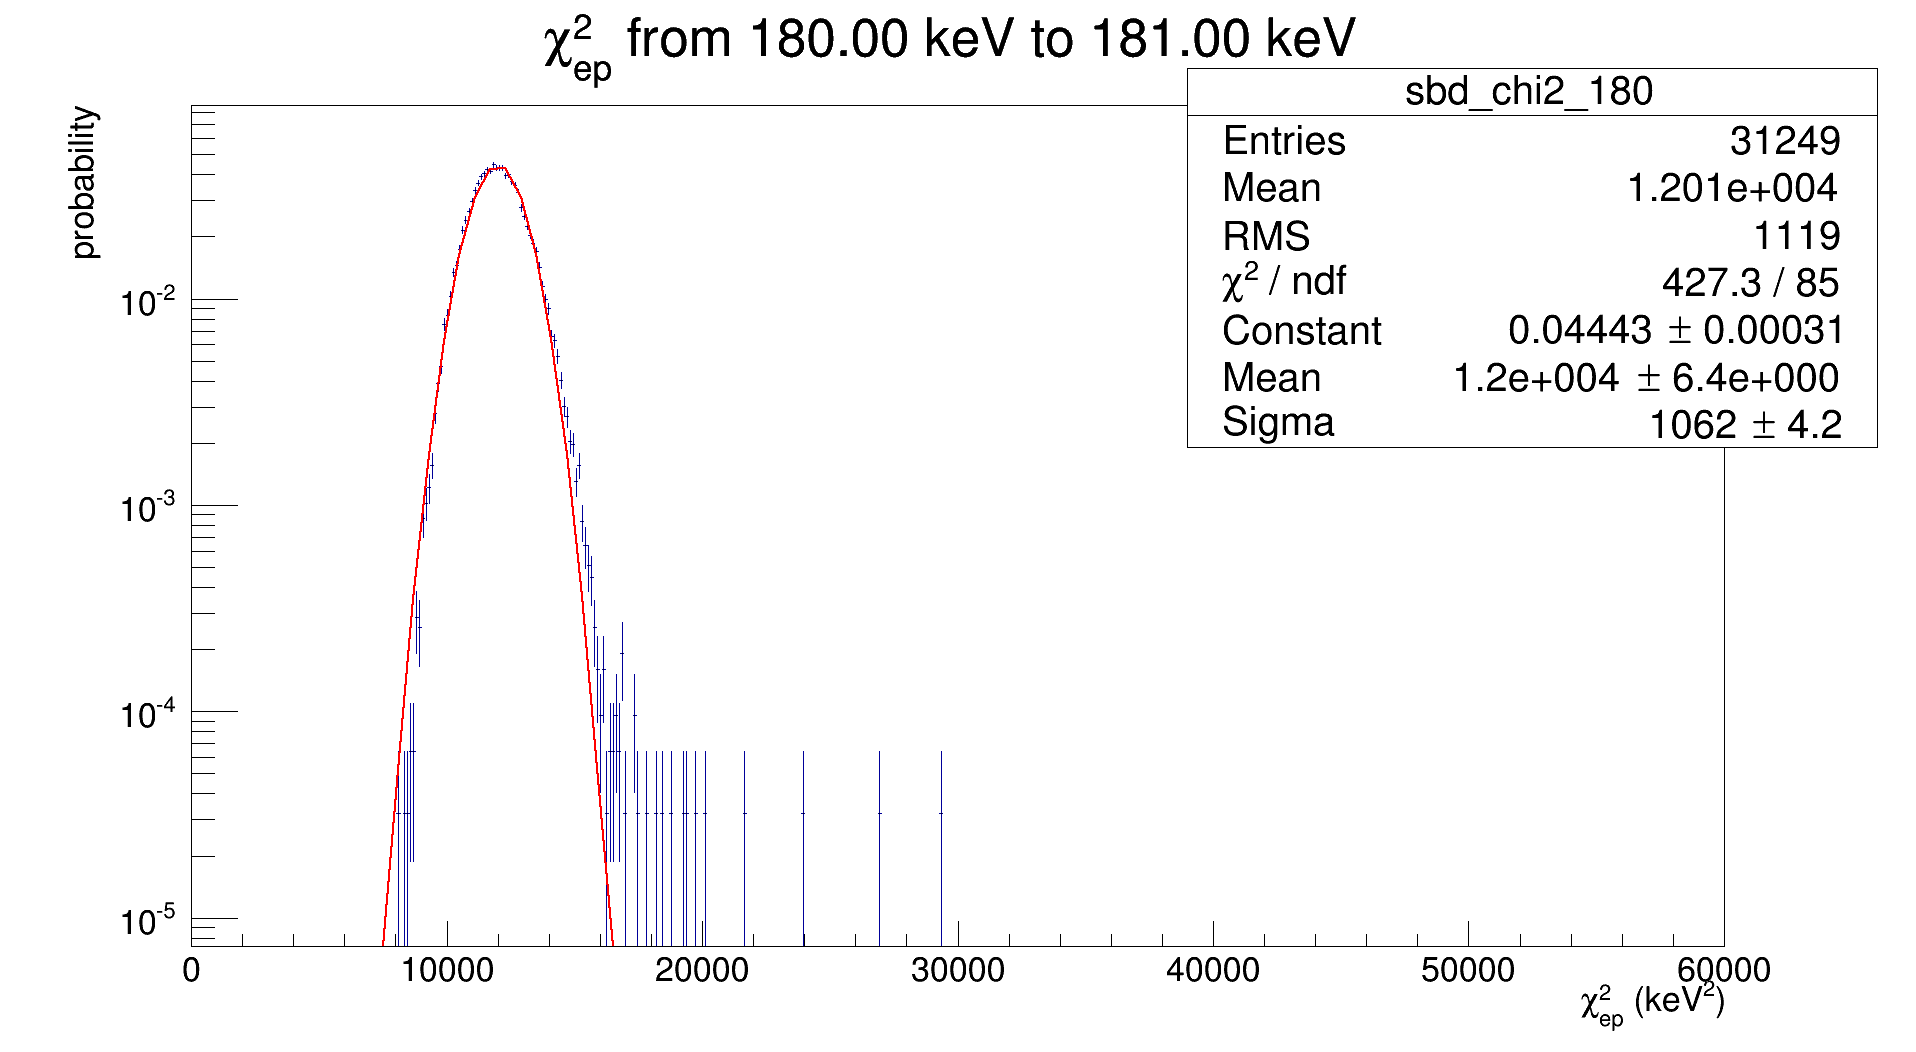 χ²ep from 180.00 keV to 181.00 keV
sbd_chi2_180
Entries 31249
Mean 1.201e+004
RMS 1119
χ² / ndf 427.3 / 85
Constant 0.04443 ± 0.00031
Mean 1.2e+004 ± 6.4e+000
Sigma 1062 ± 4.2
probability
10⁻²
10⁻³
10⁻⁴
10⁻⁵
0 10000 20000 30000 40000 50000 60000
χ²ep (keV²)